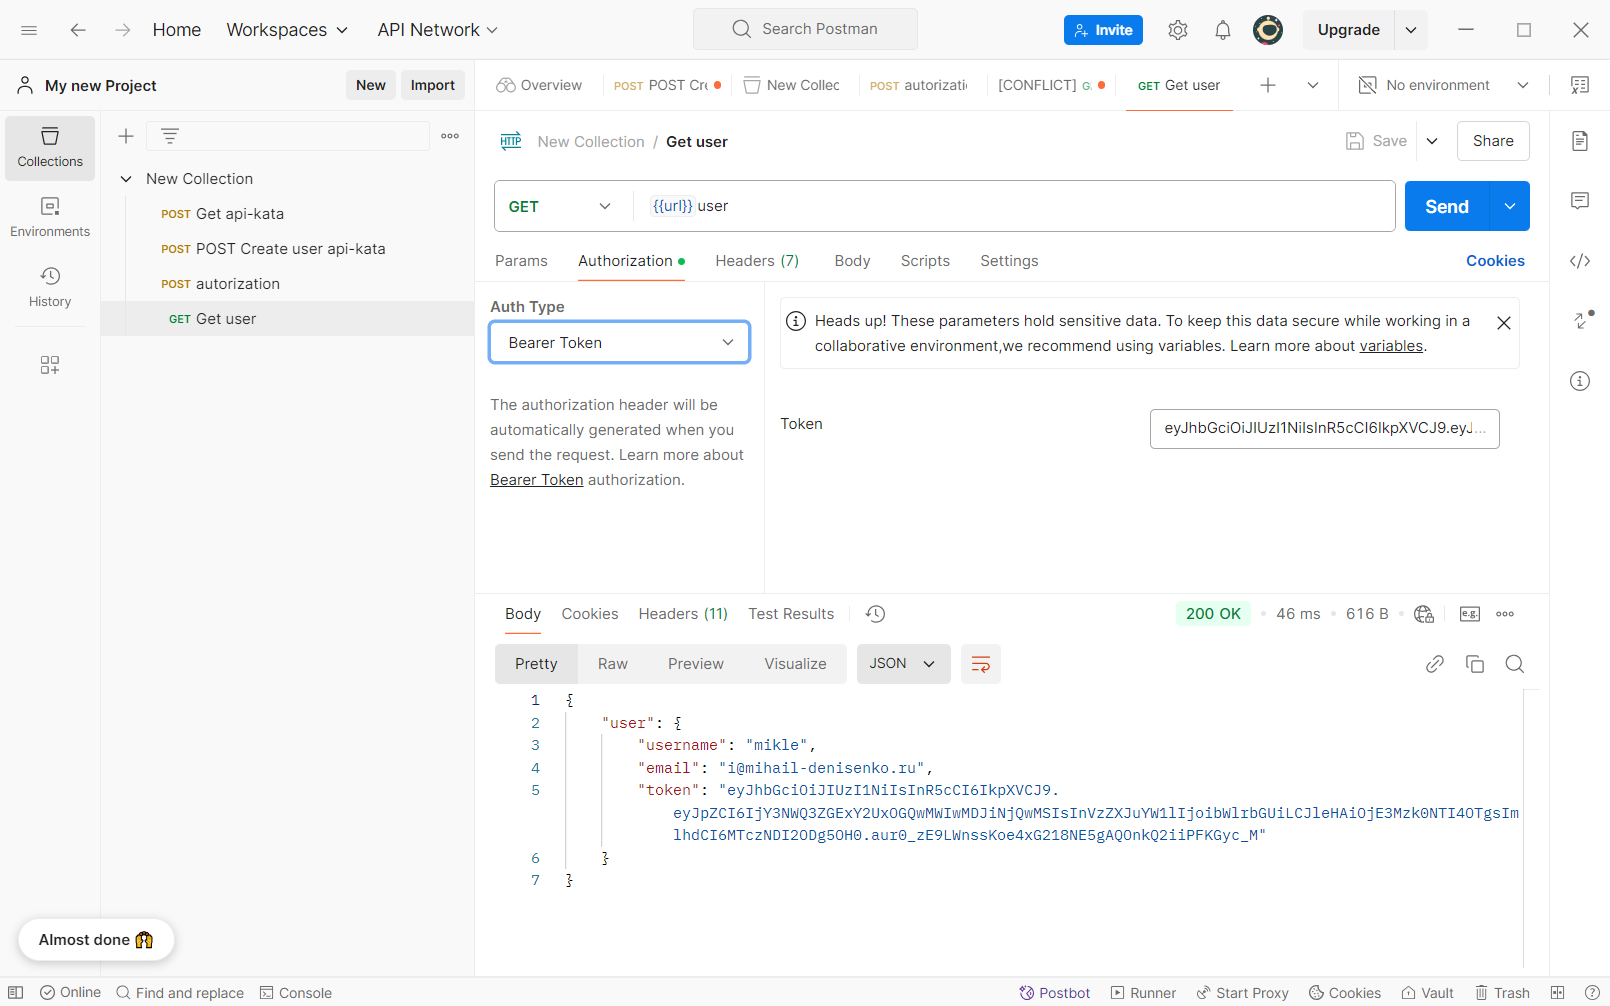 Home Workspaces API Network Search Postman Invite Upgrade
My new Project New Import Overview POST POST Cre New Collec POST autorizati [CONFLICT] G GET Get user No environment
Collections
Environments
History
New Collection
POST Get api-kata
POST POST Create user api-kata
POST autorization
GET Get user
HTTP New Collection / Get user Save Share
GET {{url}} user Send
Params Authorization Headers (7) Body Scripts Settings Cookies
Auth Type
Bearer Token
The authorization header will be
automatically generated when you
send the request. Learn more about
Bearer Token authorization.
Heads up! These parameters hold sensitive data. To keep this data secure while working in a
collaborative environment,we recommend using variables. Learn more about variables.
Token eyJhbGciOiJIUzI1NiIsInR5cCI6IkpXVCJ9.eyJ...
Body Cookies Headers (11) Test Results 200 OK 46 ms 616 B e.g.
Pretty Raw Preview Visualize JSON
1 {
2 "user": {
3 "username": "mikle",
4 "email": "i@mihail-denisenko.ru",
5 "token": "eyJhbGciOiJIUzI1NiIsInR5cCI6IkpXVCJ9.
eyJpZCI6IjY3NWQ3ZGExY2UxOGQwMWIwMDJiNjQwMSIsInVzZXJuYW1lIjoibWlrbGUiLCJleHAiOjE3Mzk0NTI4OTgsIm
lhdCI6MTczNDI2ODg5OH0.aur0_zE9LWnssKoe4xG218NE5gAQOnkQ2iiPFKGyc_M"
6 }
7 }
Almost done
Online Find and replace Console Postbot Runner Start Proxy Cookies Vault Trash